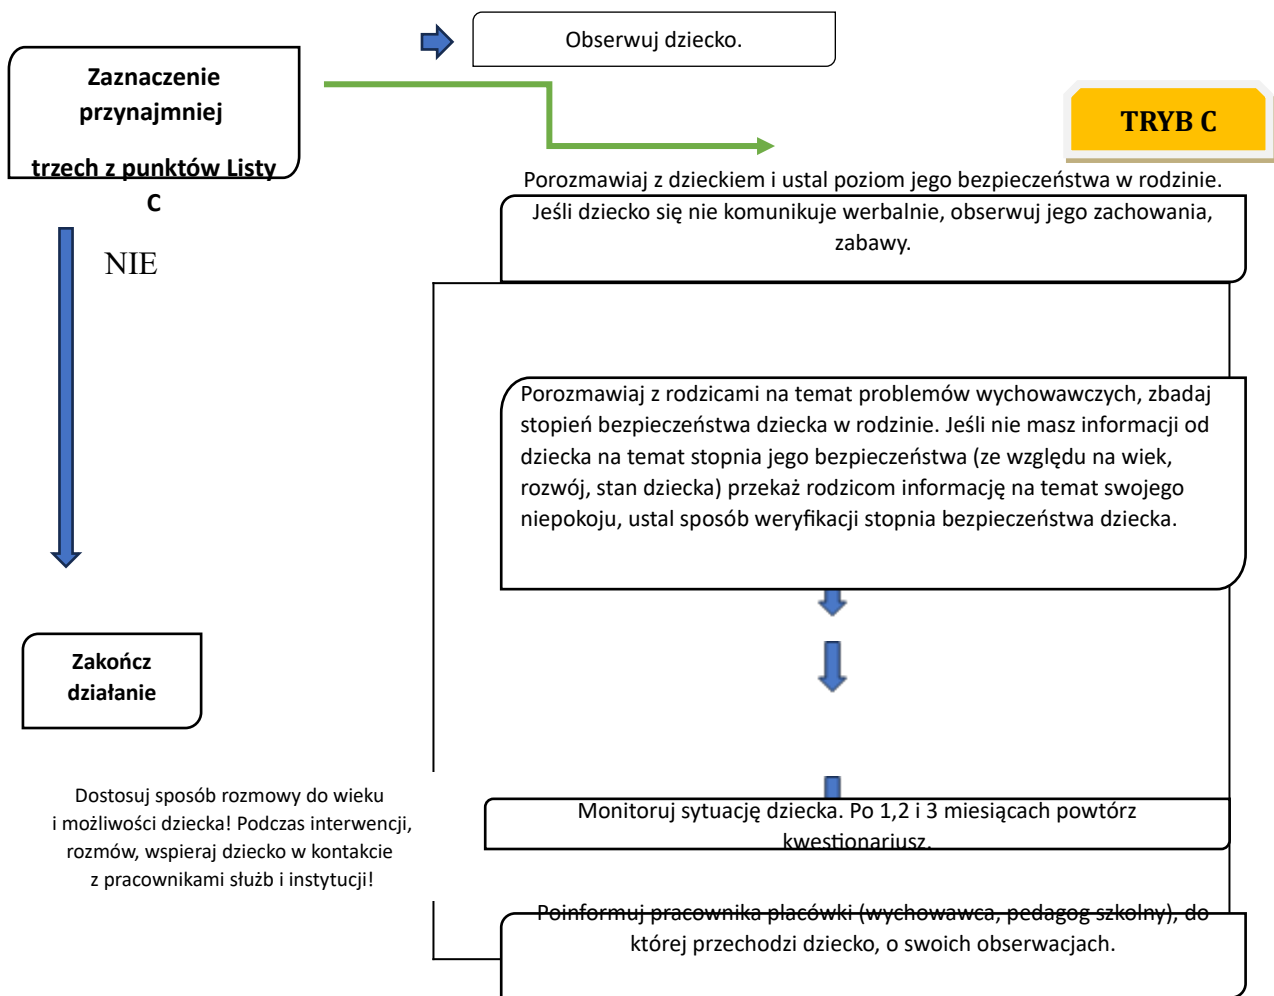 Obserwuj dziecko.
Zaznaczenie
przynajmniej
trzech z punktów Listy
C
TRYB C
Porozmawiaj z dzieckiem i ustal poziom jego bezpieczeństwa w rodzinie.
Jeśli dziecko się nie komunikuje werbalnie, obserwuj jego zachowania,
zabawy.
NIE
Porozmawiaj z rodzicami na temat problemów wychowawczych, zbadaj
stopień bezpieczeństwa dziecka w rodzinie. Jeśli nie masz informacji od
dziecka na temat stopnia jego bezpieczeństwa (ze względu na wiek,
rozwój, stan dziecka) przekaż rodzicom informację na temat swojego
niepokoju, ustal sposób weryfikacji stopnia bezpieczeństwa dziecka.
Zakończ
działanie
Dostosuj sposób rozmowy do wieku
i możliwości dziecka! Podczas interwencji,
rozmów, wspieraj dziecko w kontakcie
z pracownikami służb i instytucji!
Monitoruj sytuację dziecka. Po 1,2 i 3 miesiącach powtórz
kwestionariusz.
Poinformuj pracownika placówki (wychowawca, pedagog szkolny), do
której przechodzi dziecko, o swoich obserwacjach.